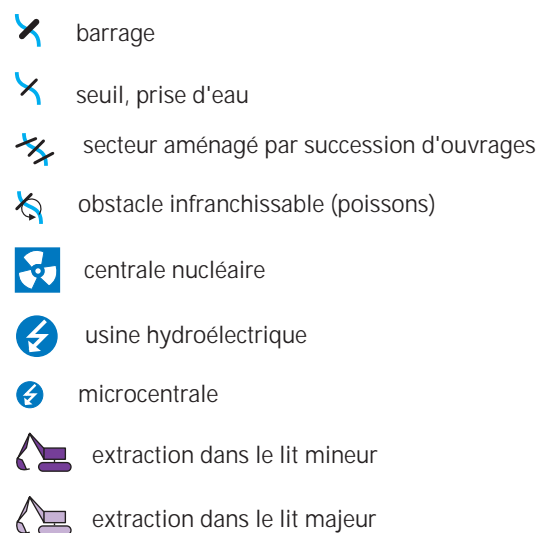 barrage
seuil, prise d'eau
secteur aménagé par succession d'ouvrages
obstacle infranchissable (poissons)
centrale nucléaire
usine hydroélectrique
microcentrale
extraction dans le lit mineur
extraction dans le lit majeur